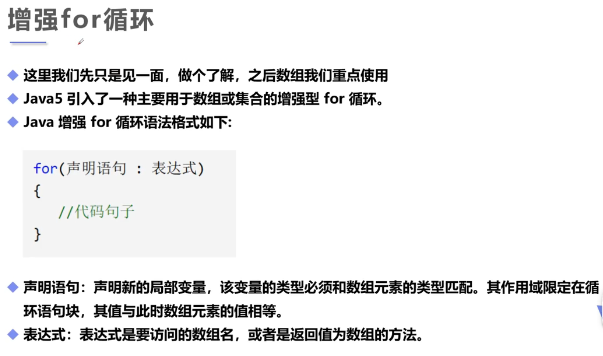 增强for循环
这里我们先只是见一面，做个了解，之后数组我们重点使用
Java5 引入了一种主要用于数组或集合的增强型 for 循环。
Java 增强 for 循环语法格式如下:
for(声明语句 : 表达式)
{
//代码句子
}
声明语句：声明新的局部变量，该变量的类型必须和数组元素的类型匹配。其作用域限定在循
环语句块，其值与此时数组元素的值相等。
表达式：表达式是要访问的数组名，或者是返回值为数组的方法。